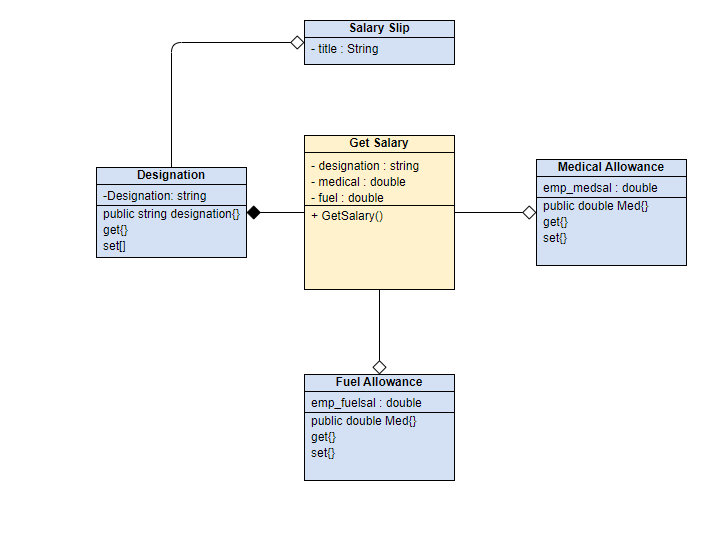 Salary Slip
- title : String
Get Salary
- designation : string
- medical : double
- fuel : double
+ GetSalary()
Designation
-Designation: string
public string designation{}
get{}
set[]
Medical Allowance
emp_medsal : double
public double Med{}
get{}
set{}
Fuel Allowance
emp_fuelsal : double
public double Med{}
get{}
set{}